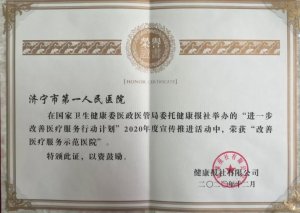 荣誉
HONOR CERTIFICATE
济宁市第一人民医院
在国家卫生健康委医政医管局委托健康报社举办的“进一步
改善医疗服务行动计划”2020年度宣传推进活动中，荣获“改善
医疗服务示范医院”。
特颁此证，以资鼓励。
健康报社有限公司
二〇二〇年十二月